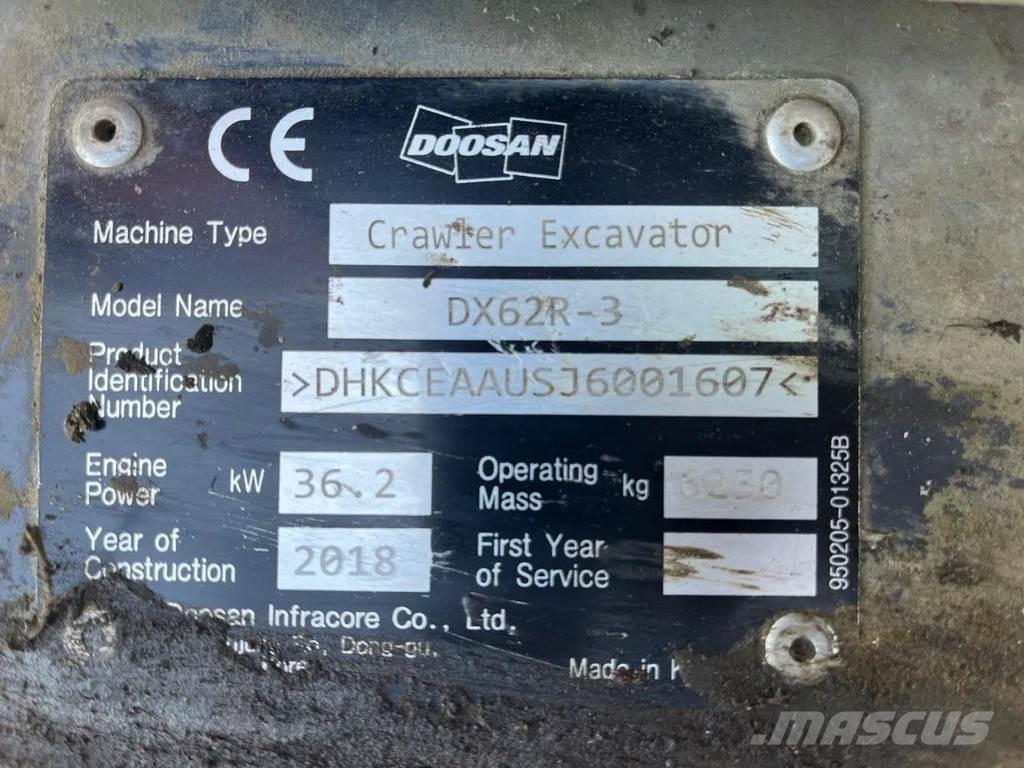 CE DOOSAN
Machine Type Crawler Excavator
Model Name DX62R-3
Product
Identification
Number >DHKCEAAUSJ6001607<
Engine
Power kW 36.2
Operating
Mass kg 6250
Year of
Construction 2018
First Year
of Service
Doosan Infracore Co., Ltd.
Dong-gu,
Made in
950205-01325B
MASCUS